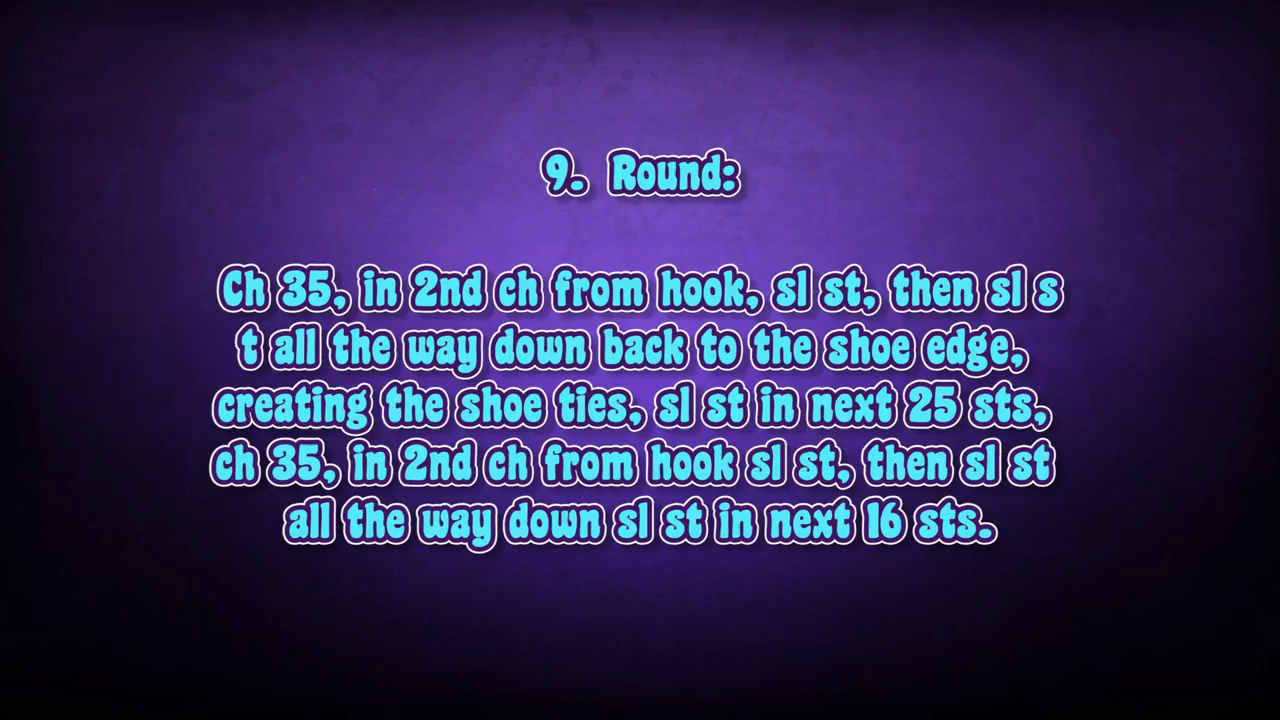 9. Round:
Ch 35, in 2nd ch from hook, sl st, then sl s
t all the way down back to the shoe edge,
creating the shoe ties, sl st in next 25 sts,
ch 35, in 2nd ch from hook sl st, then sl st
all the way down sl st in next 16 sts.